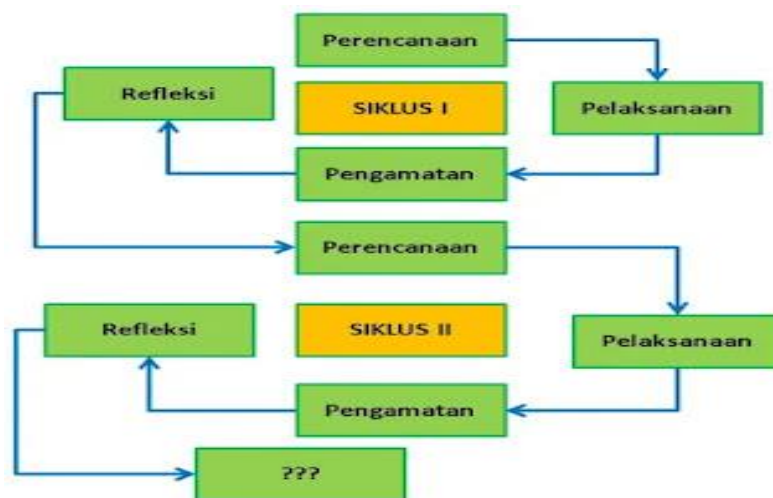 Perencanaan
Refleksi
SIKLUS I
Pelaksanaan
Pengamatan
Perencanaan
Refleksi
SIKLUS II
Pelaksanaan
Pengamatan
???